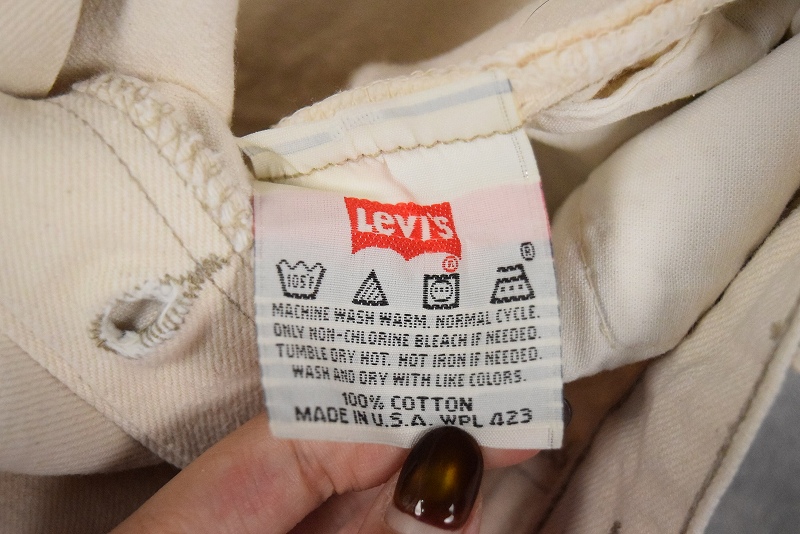 LEVI'S
®
®
105F
MACHINE WASH WARM. NORMAL CYCLE.
ONLY NON-CHLORINE BLEACH IF NEEDED.
TUMBLE DRY HOT. HOT IRON IF NEEDED.
WASH AND DRY WITH LIKE COLORS.
100% COTTON
MADE IN U.S.A. WPL 423